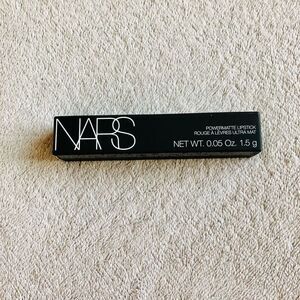 NARS
POWERMATTE LIPSTICK
ROUGE À LÈVRES ULTRA MAT
NET WT. 0.05 Oz. 1.5 g